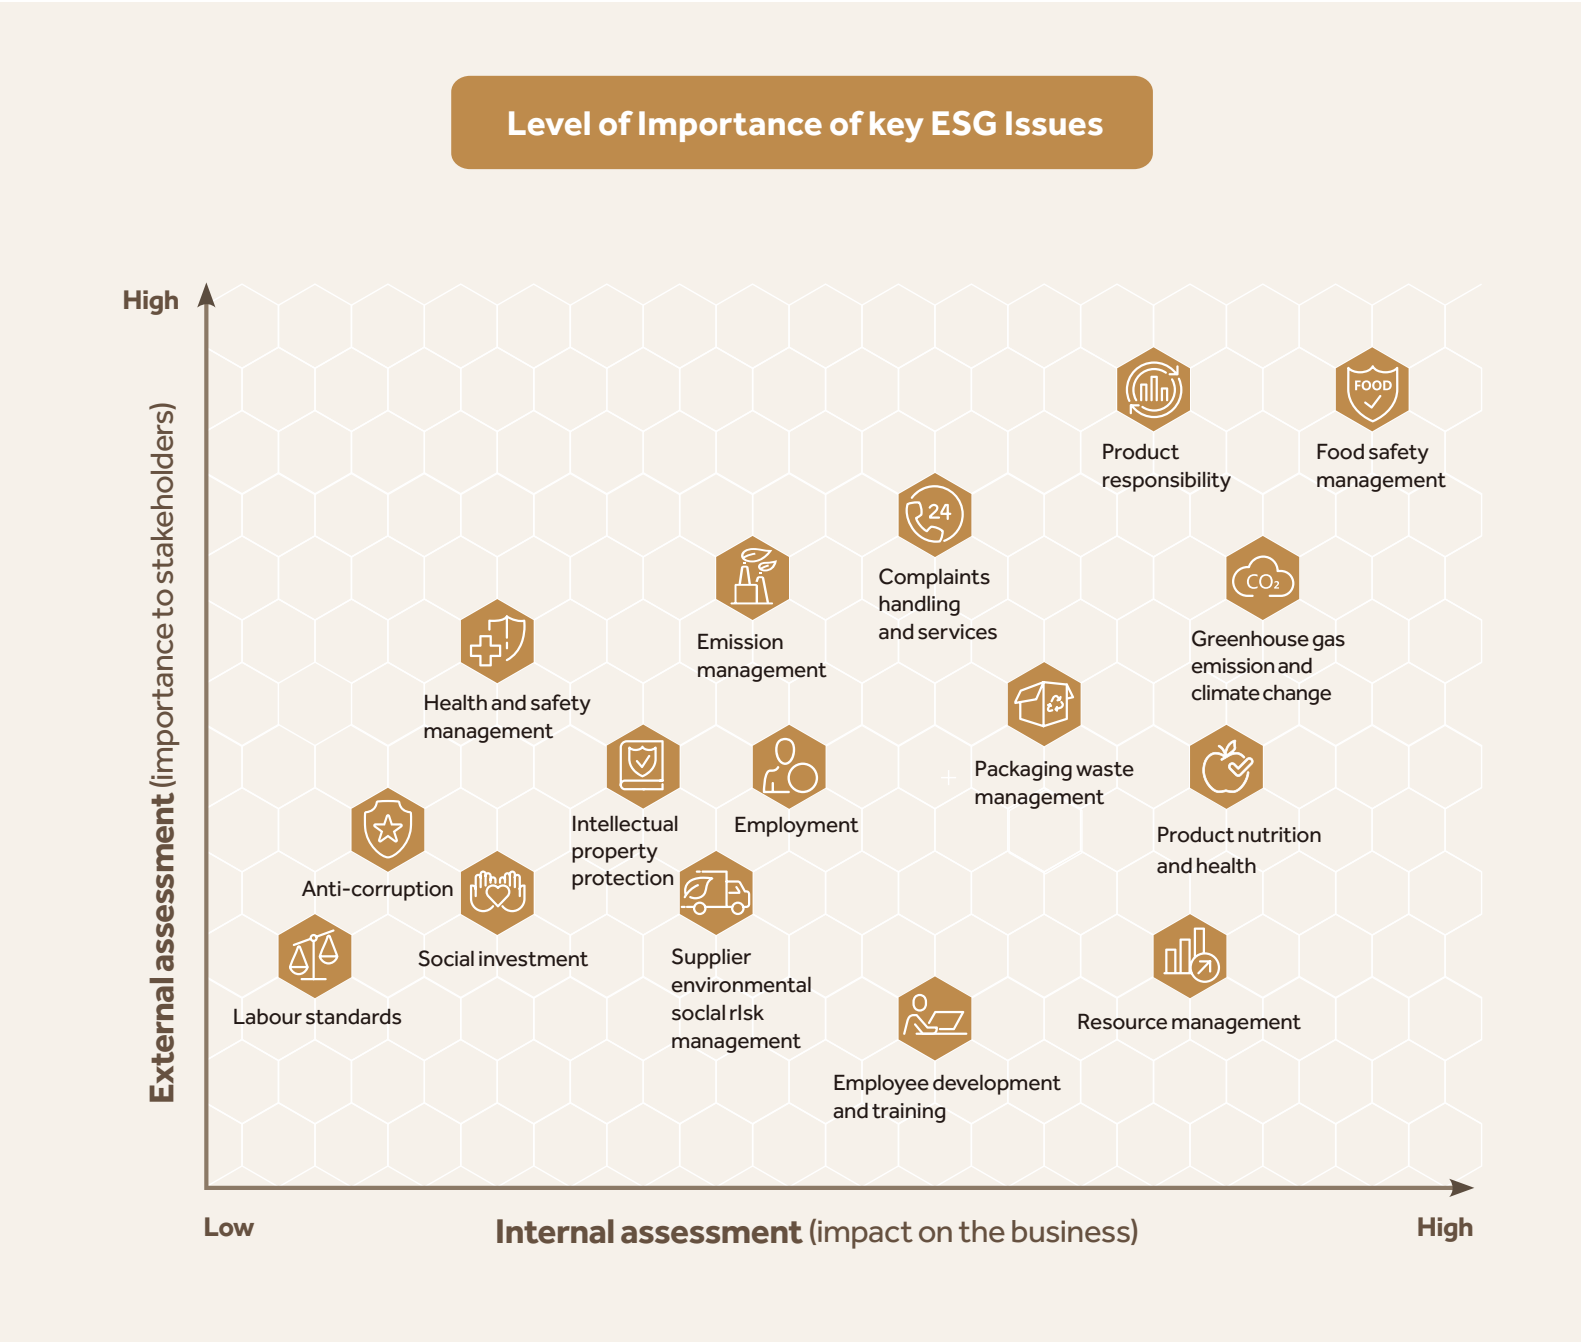 Level of Importance of key ESG Issues
High
External assessment (importance to stakeholders)
FOOD
Product
responsibility
Food safety
management
24
Complaints
handling
and services
CO₂
Greenhouse gas
emission and
climate change
Emission
management
Health and safety
management
Packaging waste
management
Intellectual
property
protection
Employment
Product nutrition
and health
Anti-corruption
Social investment
Supplier
environmental
social rIsk
management
Labour standards
Resource management
Employee development
and training
Low
Internal assessment (impact on the business)
High